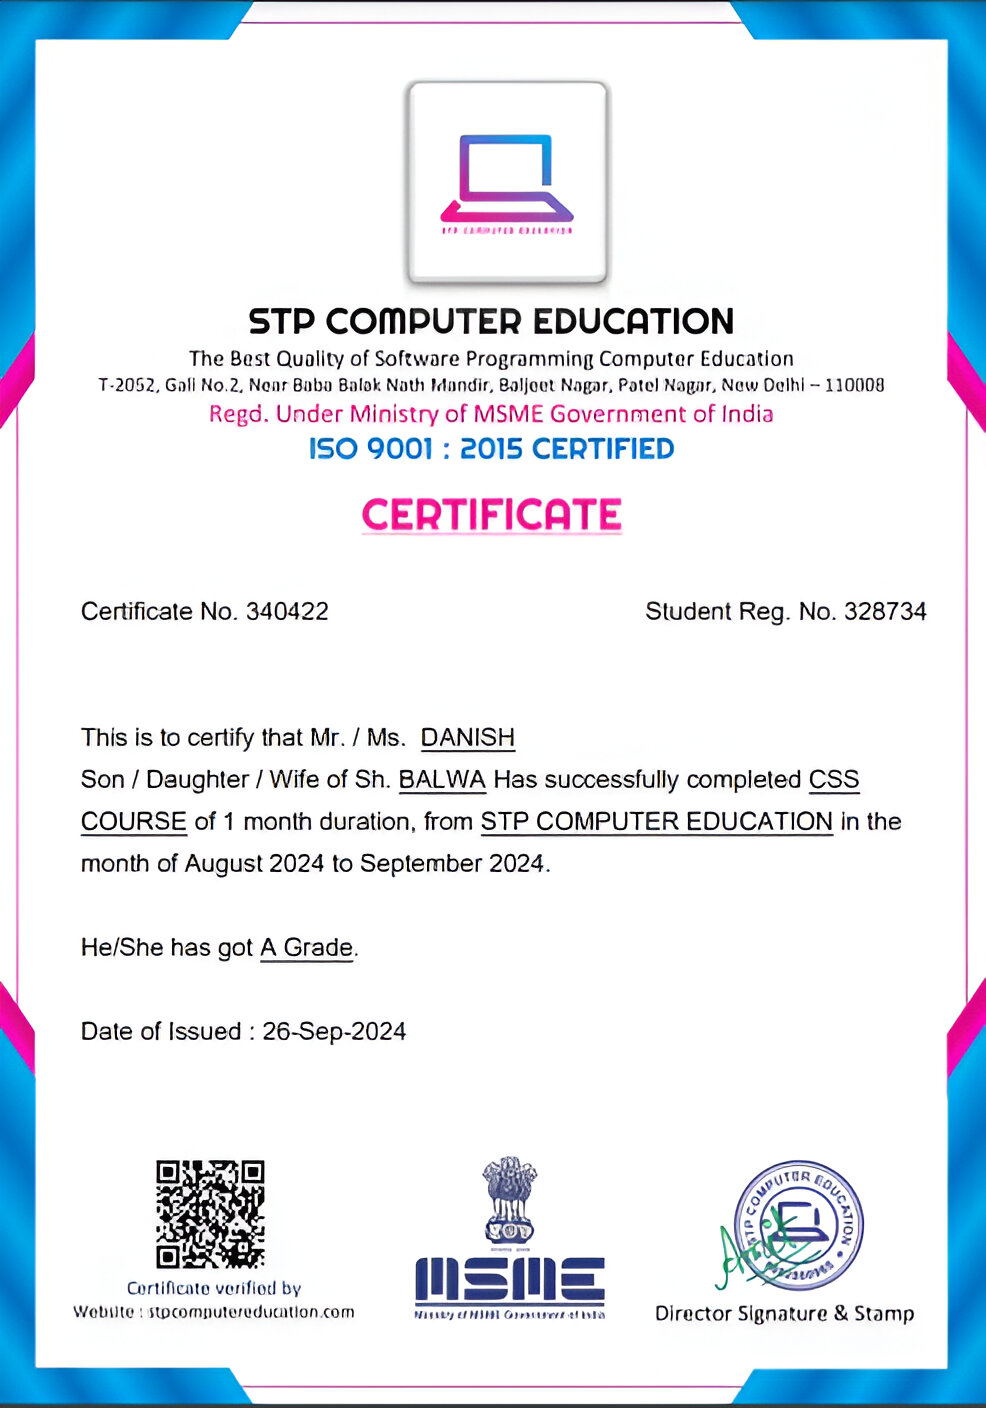 STP COMPUTER EDUCATION
STP COMPUTER EDUCATION
The Best Quality of Software Programming Computer Education
T-2052, Gali No.2, Near Baba Balak Nath Mandir, Baljeet Nagar, Patel Nagar, New Delhi – 110008
Regd. Under Ministry of MSME Government of India
ISO 9001 : 2015 CERTIFIED
CERTIFICATE
Certificate No. 340422
Student Reg. No. 328734
This is to certify that Mr. / Ms. DANISH
Son / Daughter / Wife of Sh. BALWA Has successfully completed CSS
COURSE of 1 month duration, from STP COMPUTER EDUCATION in the
month of August 2024 to September 2024.
He/She has got A Grade.
Date of Issued : 26-Sep-2024
Certificate verified by
Website : stpcomputereducation.com
MSME
Ministry of MSME Government of India
STP COMPUTER EDUCATION
Director Signature & Stamp